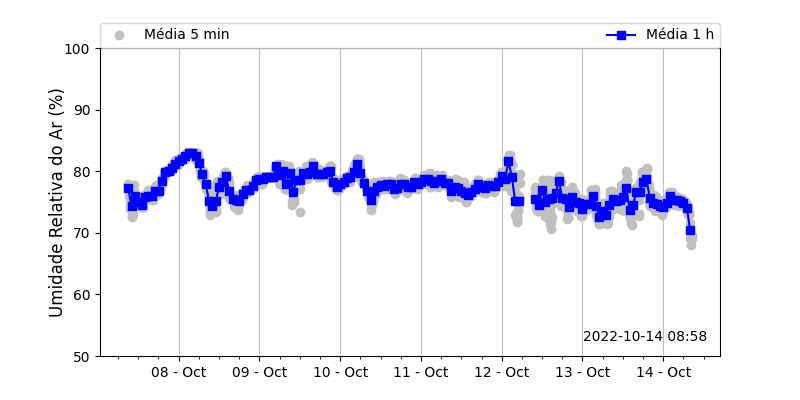 Média 5 min
Média 1 h
Umidade Relativa do Ar (%)
100
90
80
70
60
50
2022-10-14 08:58
08 - Oct
09 - Oct
10 - Oct
11 - Oct
12 - Oct
13 - Oct
14 - Oct